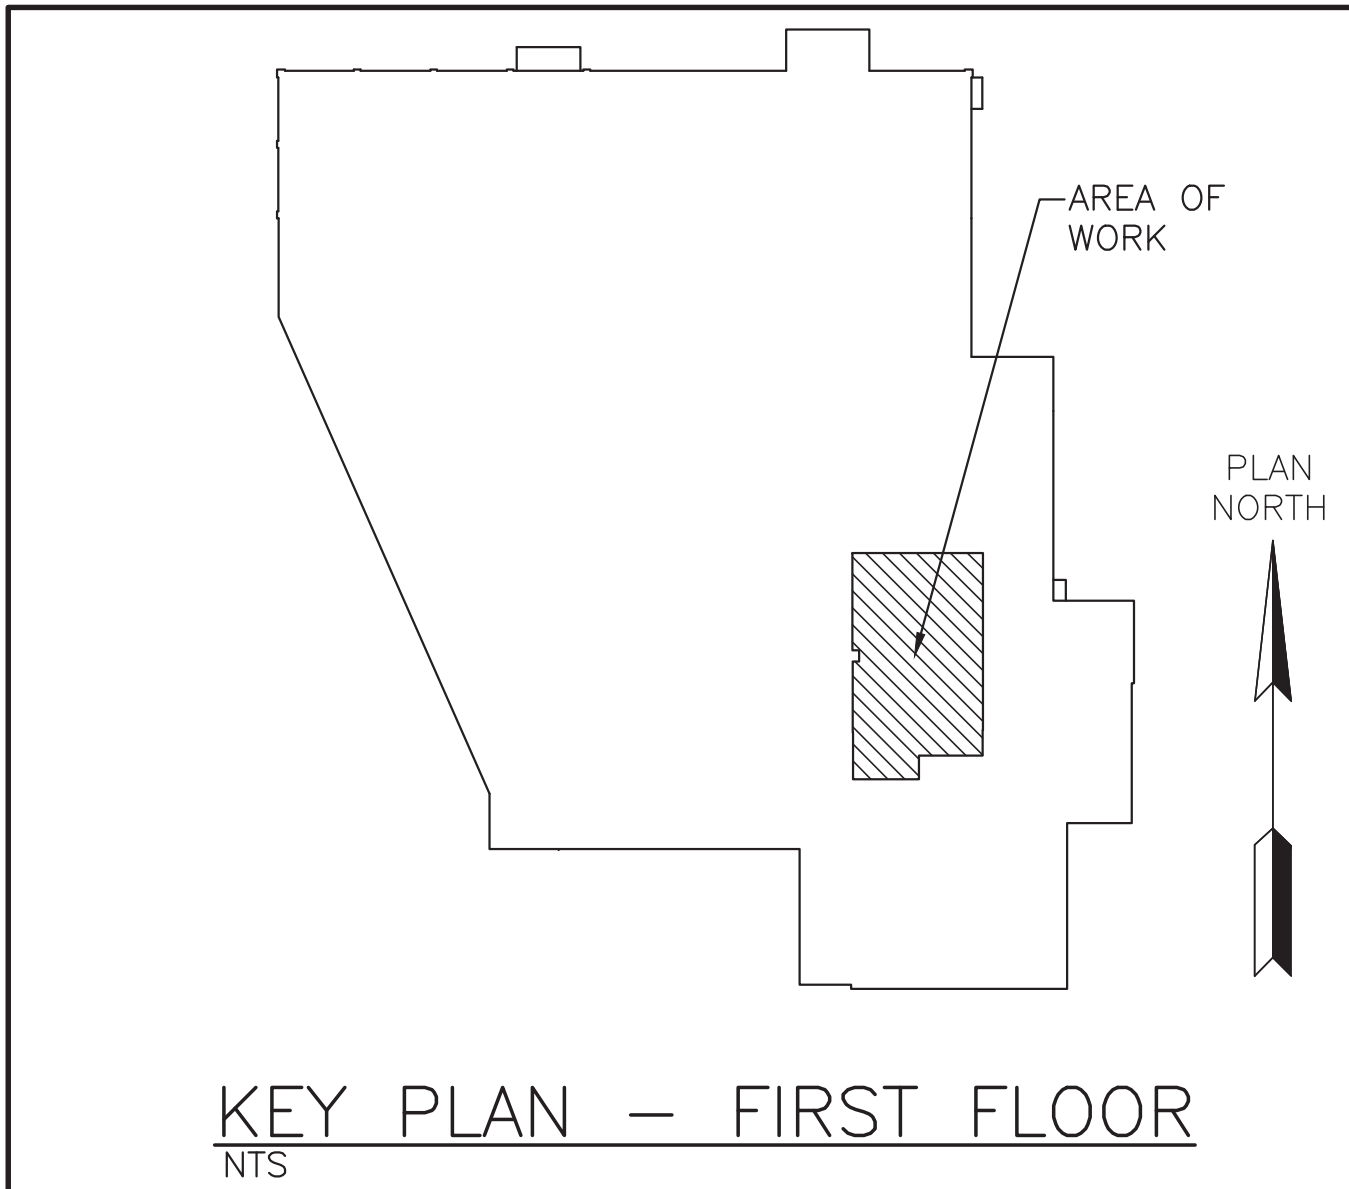 AREA OF
WORK
PLAN
NORTH
KEY PLAN – FIRST FLOOR
NTS